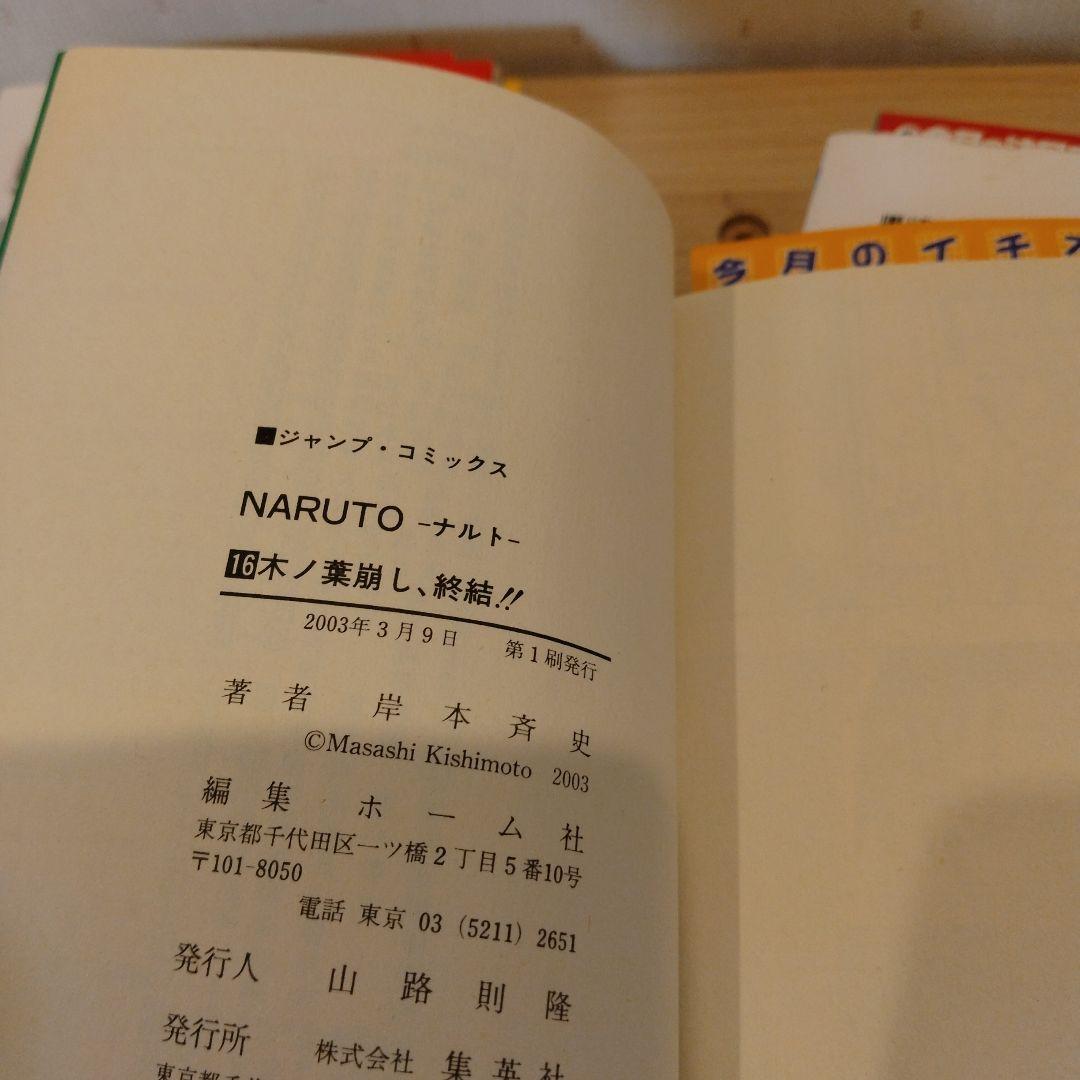 今月のイチ
■ジャンプ・コミックス
NARUTO -ナルト-
16木ノ葉崩し、終結!!
2003年3月9日 第1刷発行
著者 岸本斉史
©Masashi Kishimoto 2003
編集 ホーム社
東京都千代田区一ツ橋2丁目5番10号
〒101-8050
電話 東京 03 (5211) 2651
発行人 山路則隆
発行所 株式会社 集英社
東京都千